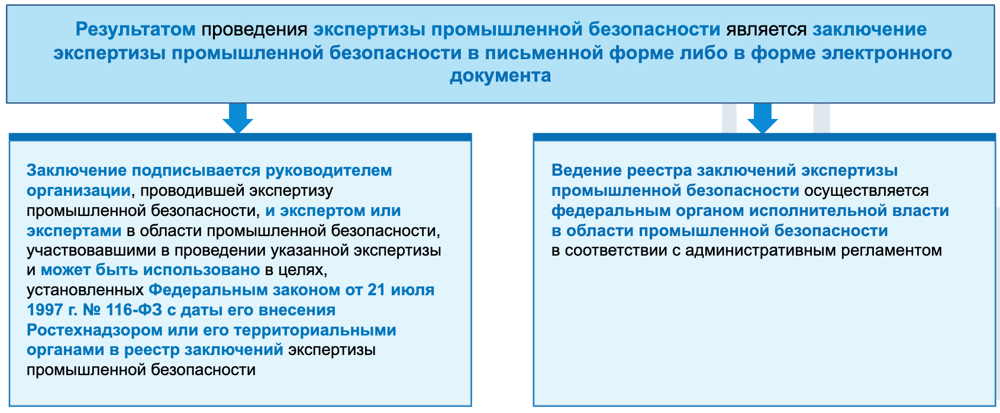 Результатом проведения экспертизы промышленной безопасности является заключение
экспертизы промышленной безопасности в письменной форме либо в форме электронного
документа
Заключение подписывается руководителем
организации, проводившей экспертизу
промышленной безопасности, и экспертом или
экспертами в области промышленной безопасности,
участвовавшими в проведении указанной экспертизы
и может быть использовано в целях,
установленных Федеральным законом от 21 июля
1997 г. № 116-ФЗ с даты его внесения
Ростехнадзором или его территориальными
органами в реестр заключений экспертизы
промышленной безопасности
Ведение реестра заключений экспертизы
промышленной безопасности осуществляется
федеральным органом исполнительной власти
в области промышленной безопасности
в соответствии с административным регламентом